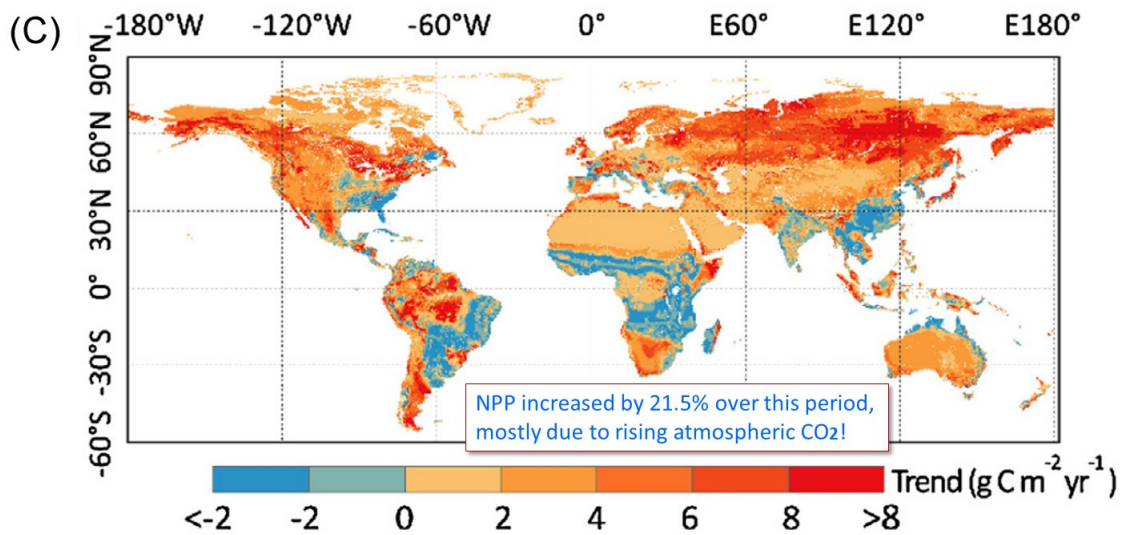 (C)
-180°W -120°W -60°W 0° E60° E120° E180°
90°N
60°N
30°N
0°
-30°S
-60°S
NPP increased by 21.5% over this period,
mostly due to rising atmospheric CO2!
<-2 -2 0 2 4 6 8 >8
Trend (g C m⁻² yr⁻¹)